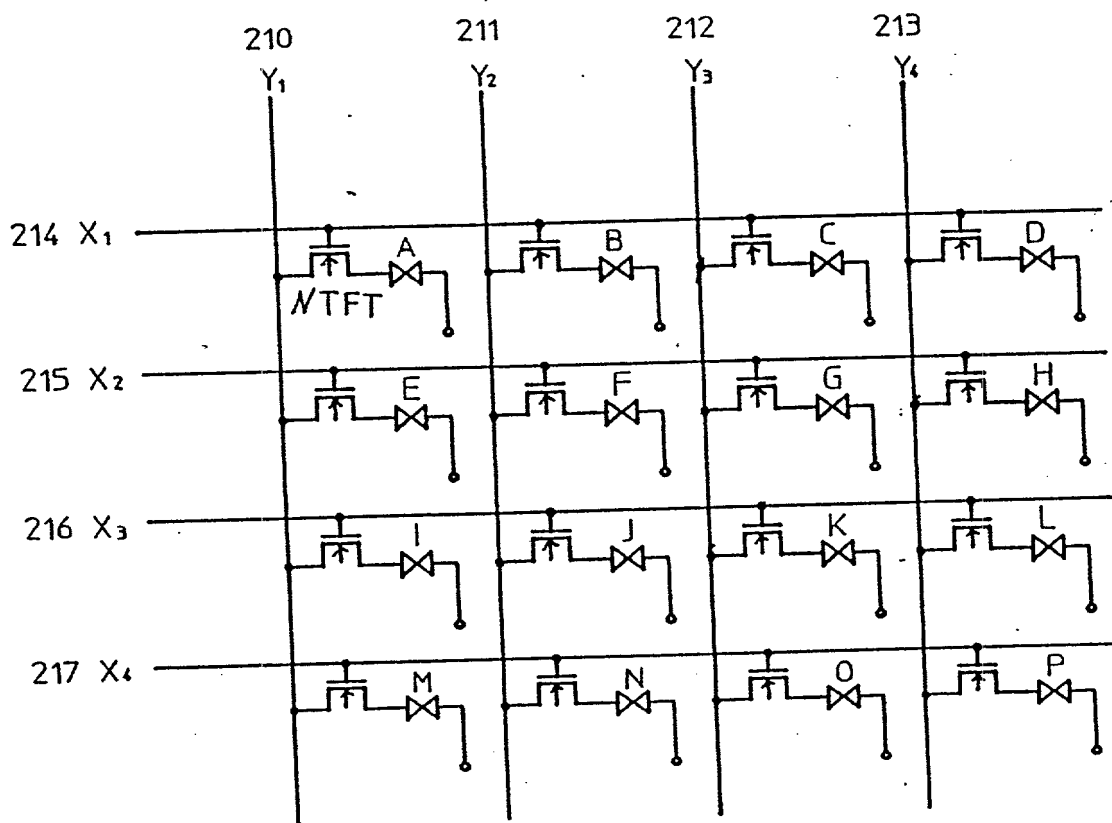 210 211 212 213
Y₁ Y₂ Y₃ Y₄
214 X₁
A B C D
NTFT
215 X₂
E F G H
216 X₃
I J K L
217 X₄
M N O P